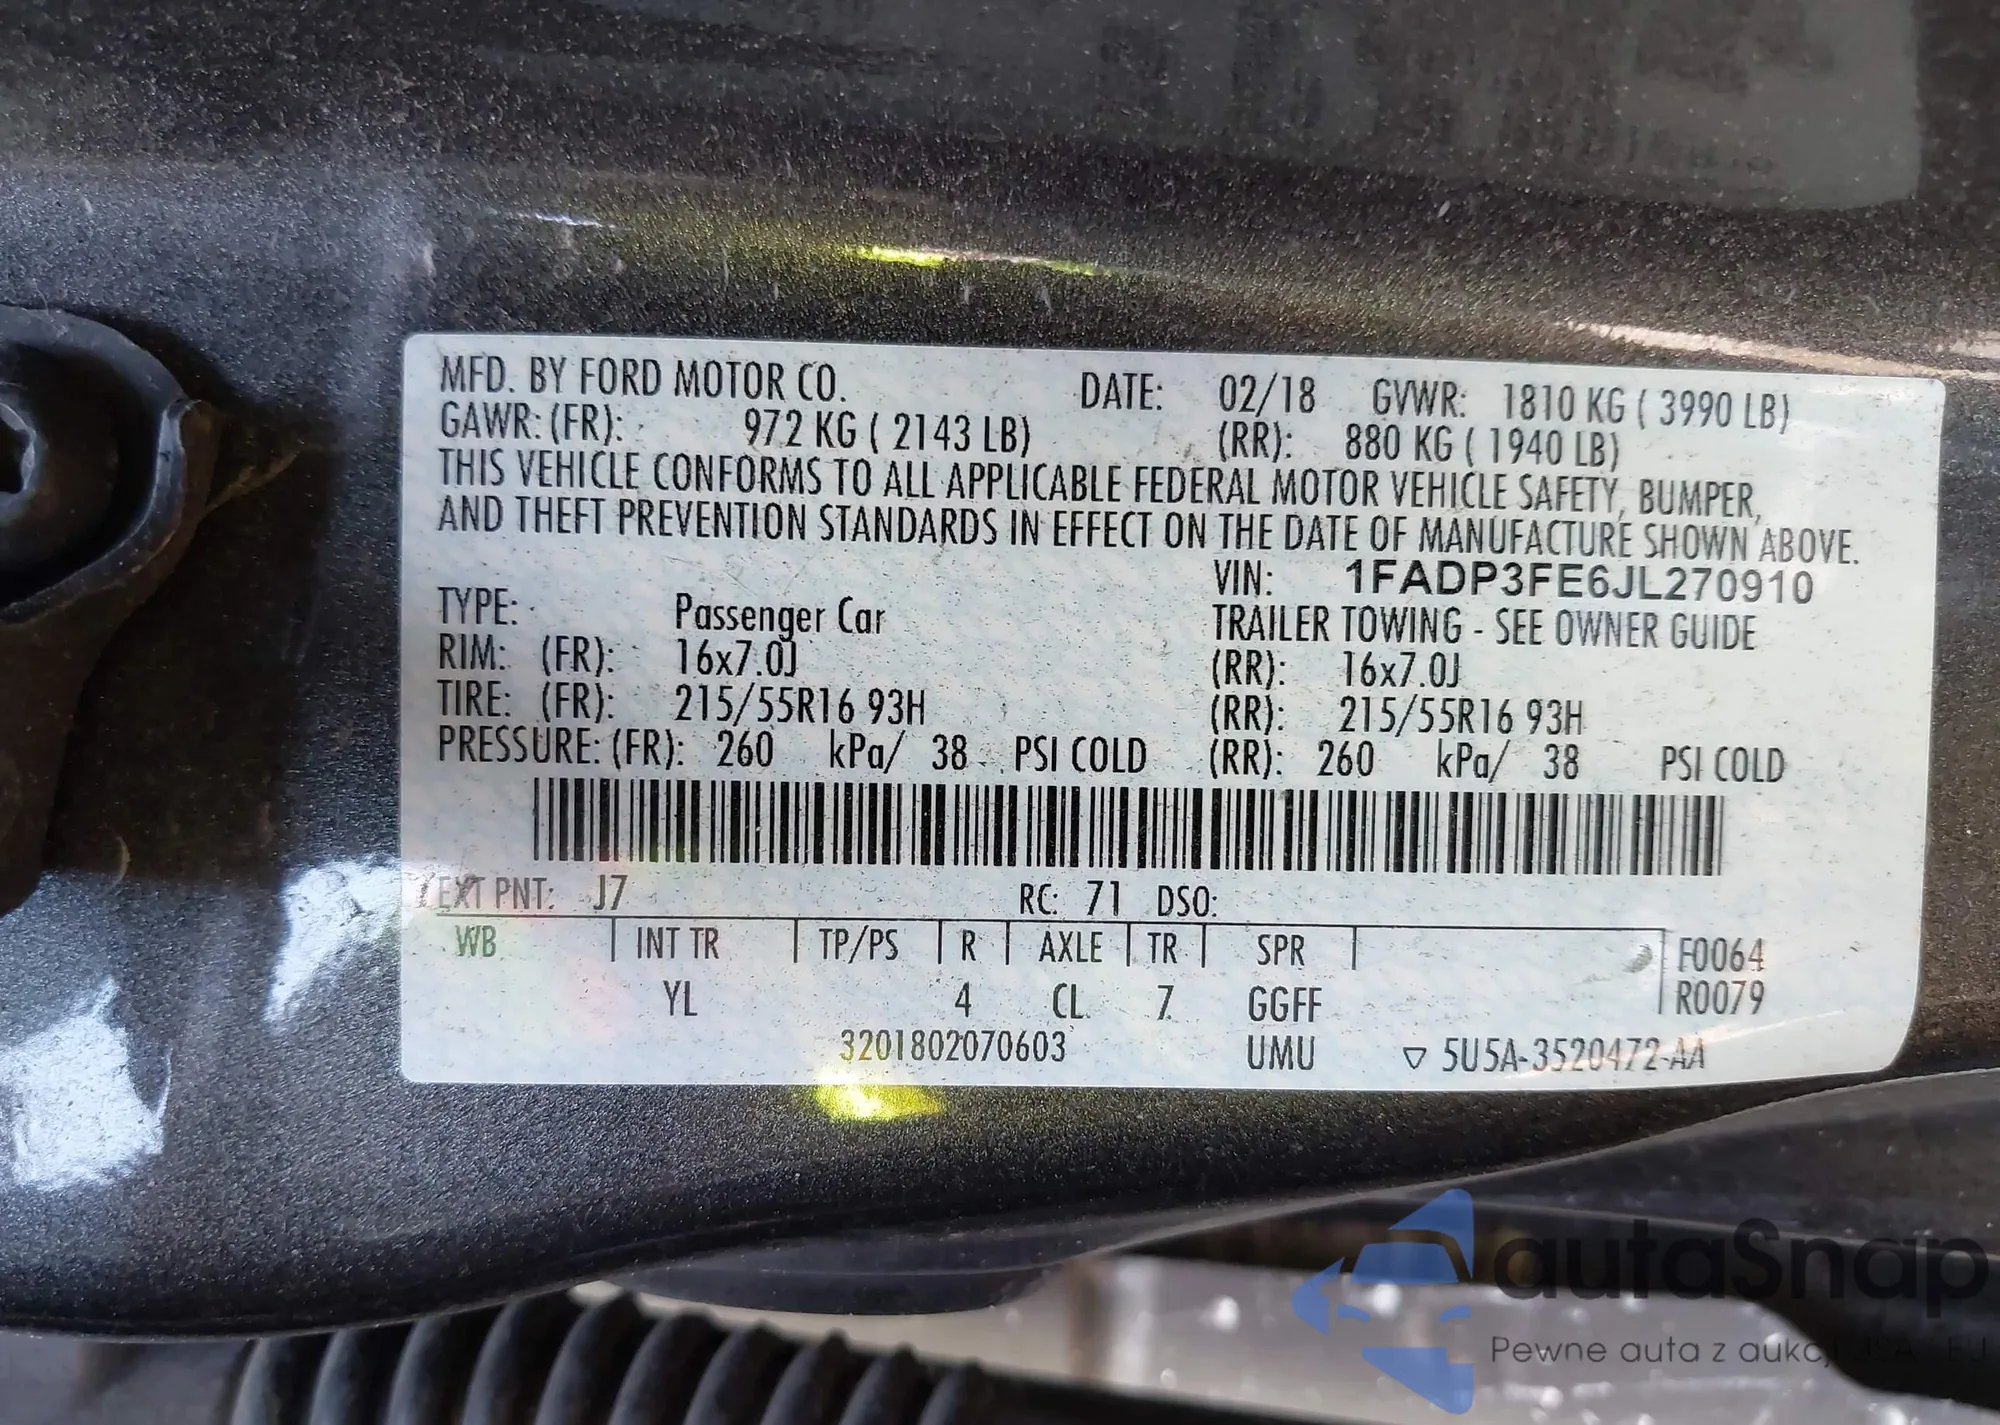 MFD. BY FORD MOTOR CO. DATE: 02/18 GVWR: 1810 KG ( 3990 LB)
GAWR: (FR): 972 KG ( 2143 LB) (RR): 880 KG ( 1940 LB)
THIS VEHICLE CONFORMS TO ALL APPLICABLE FEDERAL MOTOR VEHICLE SAFETY, BUMPER,
AND THEFT PREVENTION STANDARDS IN EFFECT ON THE DATE OF MANUFACTURE SHOWN ABOVE.
VIN: 1FADP3FE6JL270910
TYPE: Passenger Car TRAILER TOWING - SEE OWNER GUIDE
RIM: (FR): 16x7.0J (RR): 16x7.0J
TIRE: (FR): 215/55R16 93H (RR): 215/55R16 93H
PRESSURE: (FR): 260 kPa/ 38 PSI COLD (RR): 260 kPa/ 38 PSI COLD
EXT PNT: J7 RC: 71 DSO:
WB INT TR TP/PS R AXLE TR SPR F0064
YL 4 CL 7 GGFF R0079
3201802070603 UMU ▽ 5U5A-3520472-AA
autaSnap
Pewne auta z aukcji